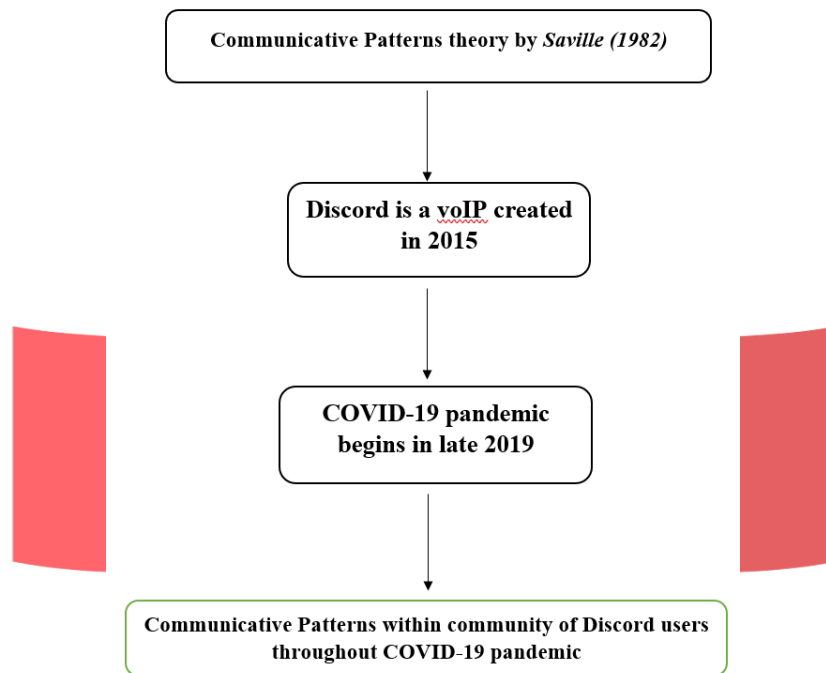 Communicative Patterns theory by Saville (1982)
Discord is a voIP created
in 2015
COVID-19 pandemic
begins in late 2019
Communicative Patterns within community of Discord users
throughout COVID-19 pandemic